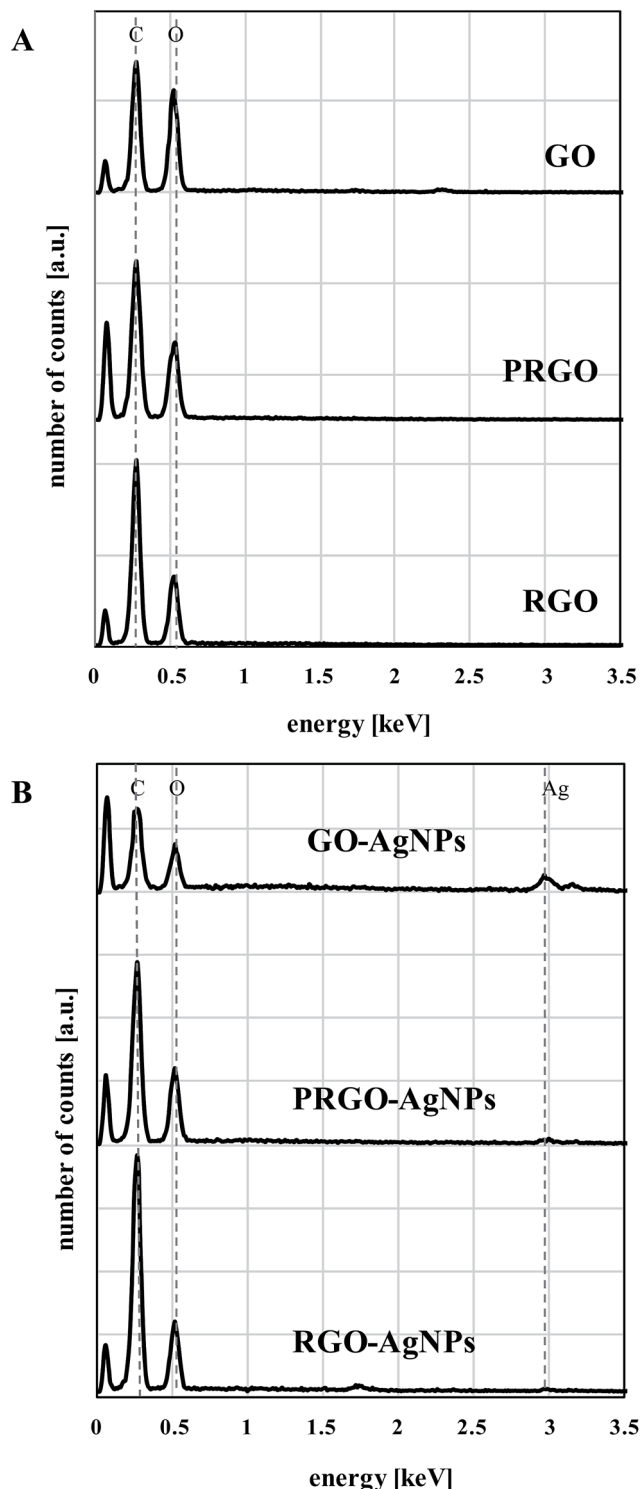 A
C O
GO
PRGO
RGO
number of counts [a.u.]
0 0.5 1 1.5 2 2.5 3 3.5
energy [keV]
B
C O Ag
GO-AgNPs
PRGO-AgNPs
RGO-AgNPs
number of counts [a.u.]
0 0.5 1 1.5 2 2.5 3 3.5
energy [keV]